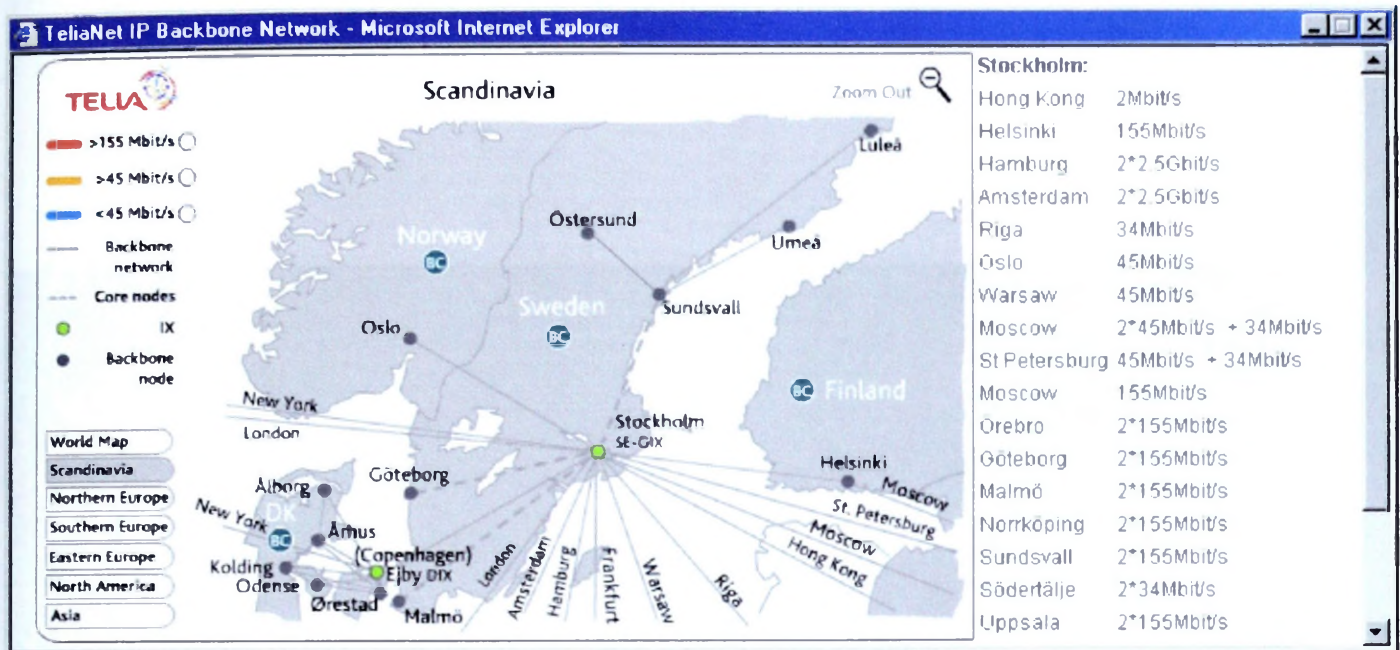 TeliaNet IP Backbone Network - Microsoft Internet Explorer
TELIA
Scandinavia
Zoom Out
>155 Mbit/s
>45 Mbit/s
<45 Mbit/s
Backbone
network
Core nodes
IX
Backbone
node
World Map
Scandinavia
Northern Europe
Southern Europe
Eastern Europe
North America
Asia
Luleå
Östersund
Umeå
Norway
BC
Sweden
BC
Sundsvall
Oslo
BC Finland
New York
London
Stockholm
SE-GIX
Helsinki
Moscow
St. Petersburg
Moscow
Hong Kong
Göteborg
Ålborg
DK
New York
BC
Århus
(Copenhagen)
Ejby DIX
Kolding
Odense
Ørestad
Malmö
London
Amsterdam
Hamburg
Frankfurt
Warsaw
Riga
Stockholm:
Hong Kong 2Mbit/s
Helsinki 155Mbit/s
Hamburg 2*2.5Gbit/s
Amsterdam 2*2.5Gbit/s
Riga 34Mbit/s
Oslo 45Mbit/s
Warsaw 45Mbit/s
Moscow 2*45Mbit/s + 34Mbit/s
St Petersburg 45Mbit/s + 34Mbit/s
Moscow 155Mbit/s
Örebro 2*155Mbit/s
Göteborg 2*155Mbit/s
Malmö 2*155Mbit/s
Norrköping 2*155Mbit/s
Sundsvall 2*155Mbit/s
Södertälje 2*34Mbit/s
Uppsala 2*155Mbit/s